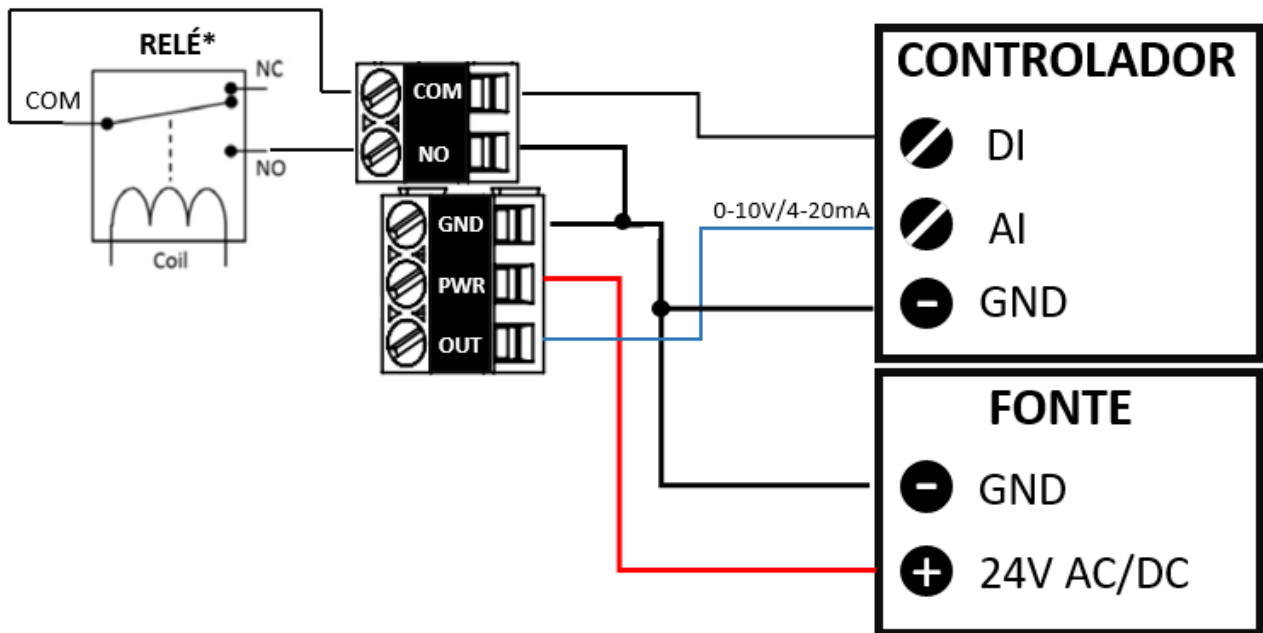 RELÉ*
NC
COM
NO
Coil
COM
NO
GND
PWR
OUT
0-10V/4-20mA
CONTROLADOR
DI
AI
- GND
FONTE
- GND
+ 24V AC/DC